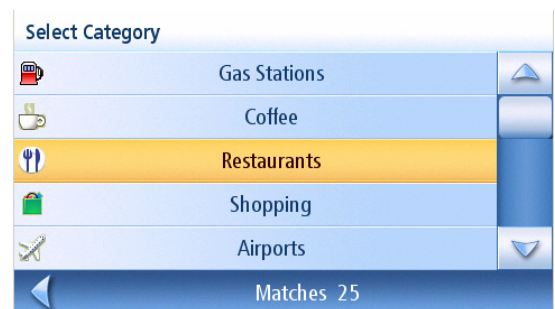 Select Category
Gas Stations
Coffee
Restaurants
Shopping
Airports
Matches 25